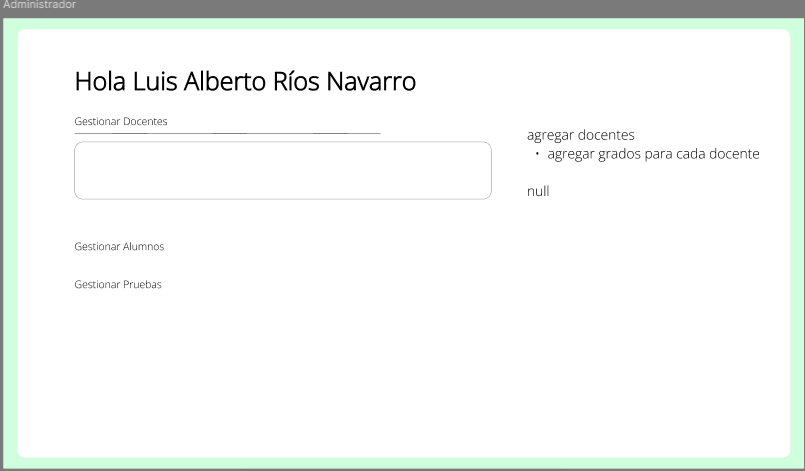 Administrador
Hola Luis Alberto Ríos Navarro
Gestionar Docentes
agregar docentes
• agregar grados para cada docente
null
Gestionar Alumnos
Gestionar Pruebas